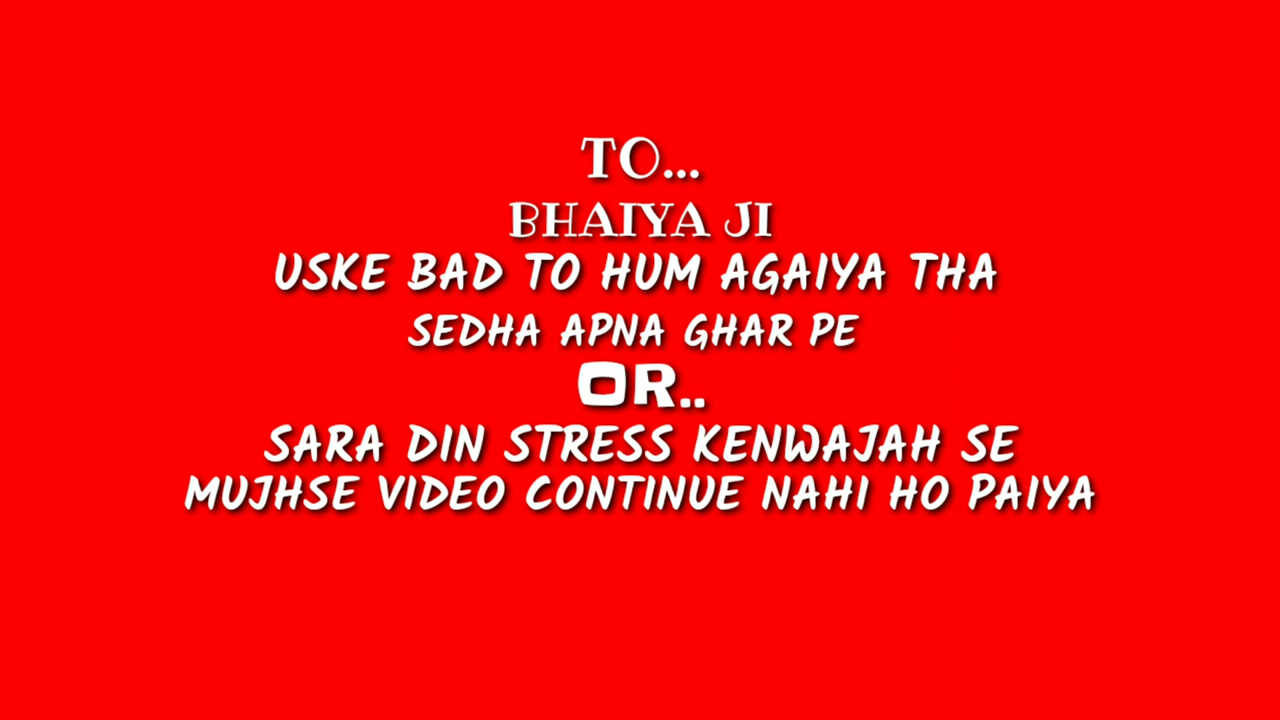 TO...
BHAIYA JI
USKE BAD TO HUM AGAIYA THA
SEDHA APNA GHAR PE
OR..
SARA DIN STRESS KENWAJAH SE
MUJHSE VIDEO CONTINUE NAHI HO PAIYA